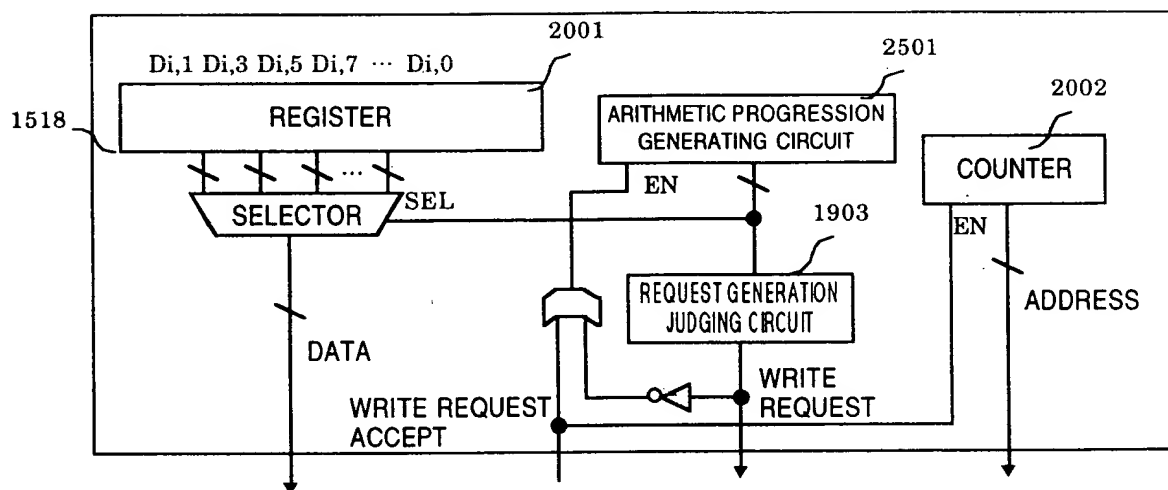 2001
Di,1 Di,3 Di,5 Di,7 ··· Di,0
2501
2002
1518
REGISTER
ARITHMETIC PROGRESSION
GENERATING CIRCUIT
COUNTER
···
SEL
EN
SELECTOR
1903
EN
REQUEST GENERATION
JUDGING CIRCUIT
ADDRESS
DATA
WRITE REQUEST
ACCEPT
WRITE
REQUEST